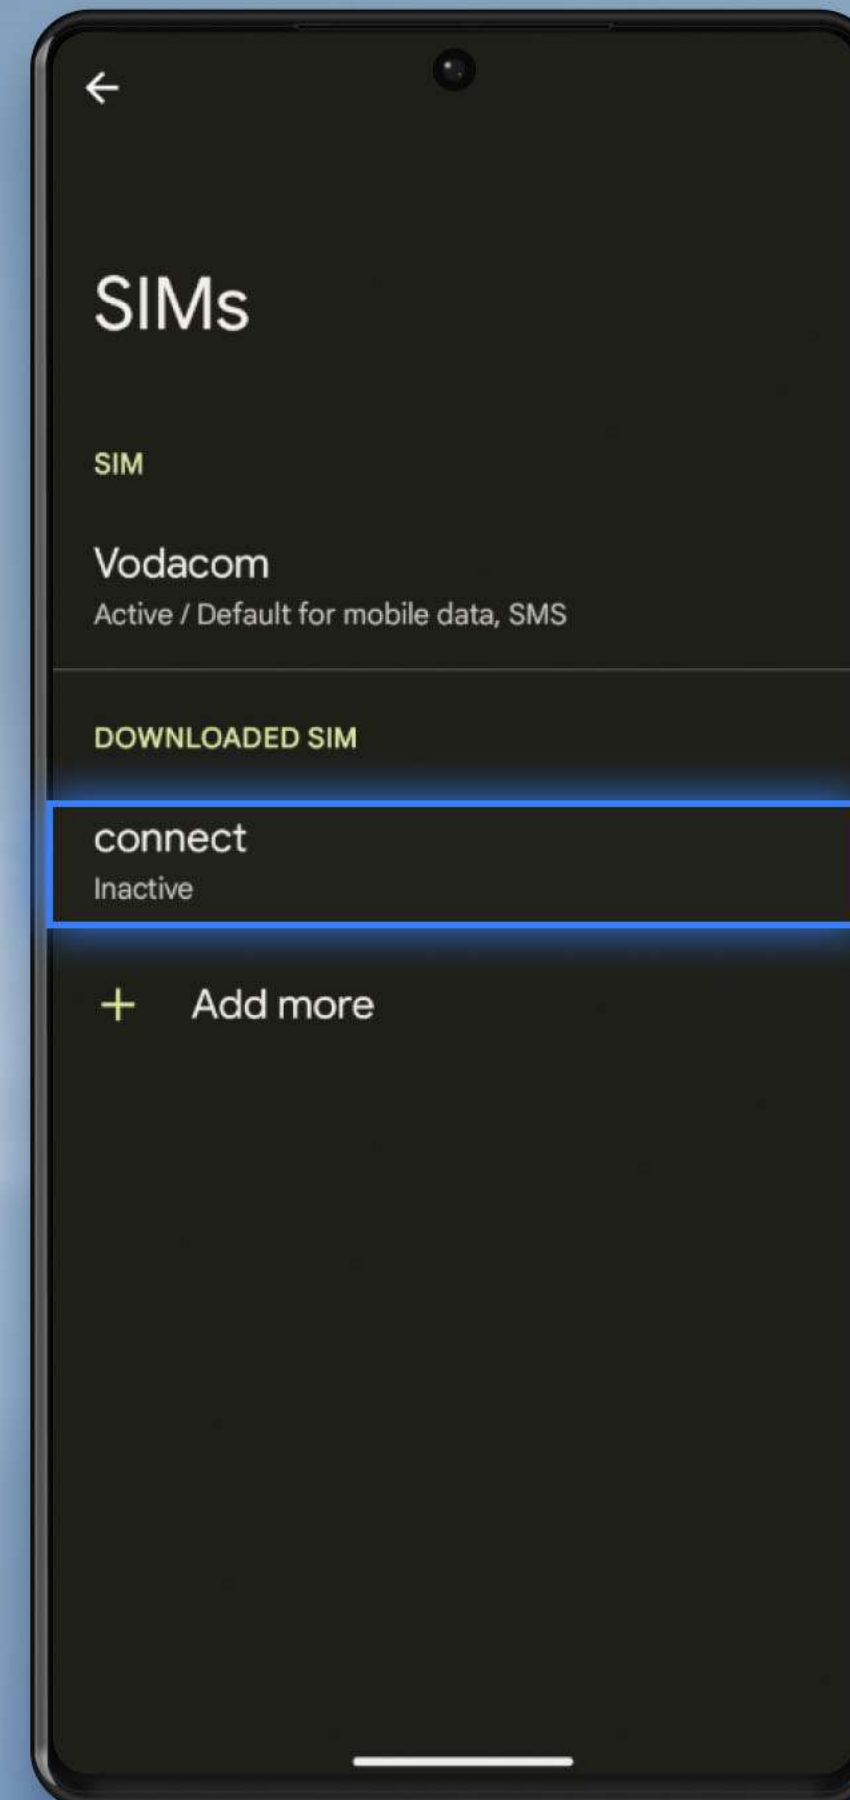 SIMs
SIM
Vodacom
Active / Default for mobile data, SMS
DOWNLOADED SIM
connect
Inactive
+ Add more